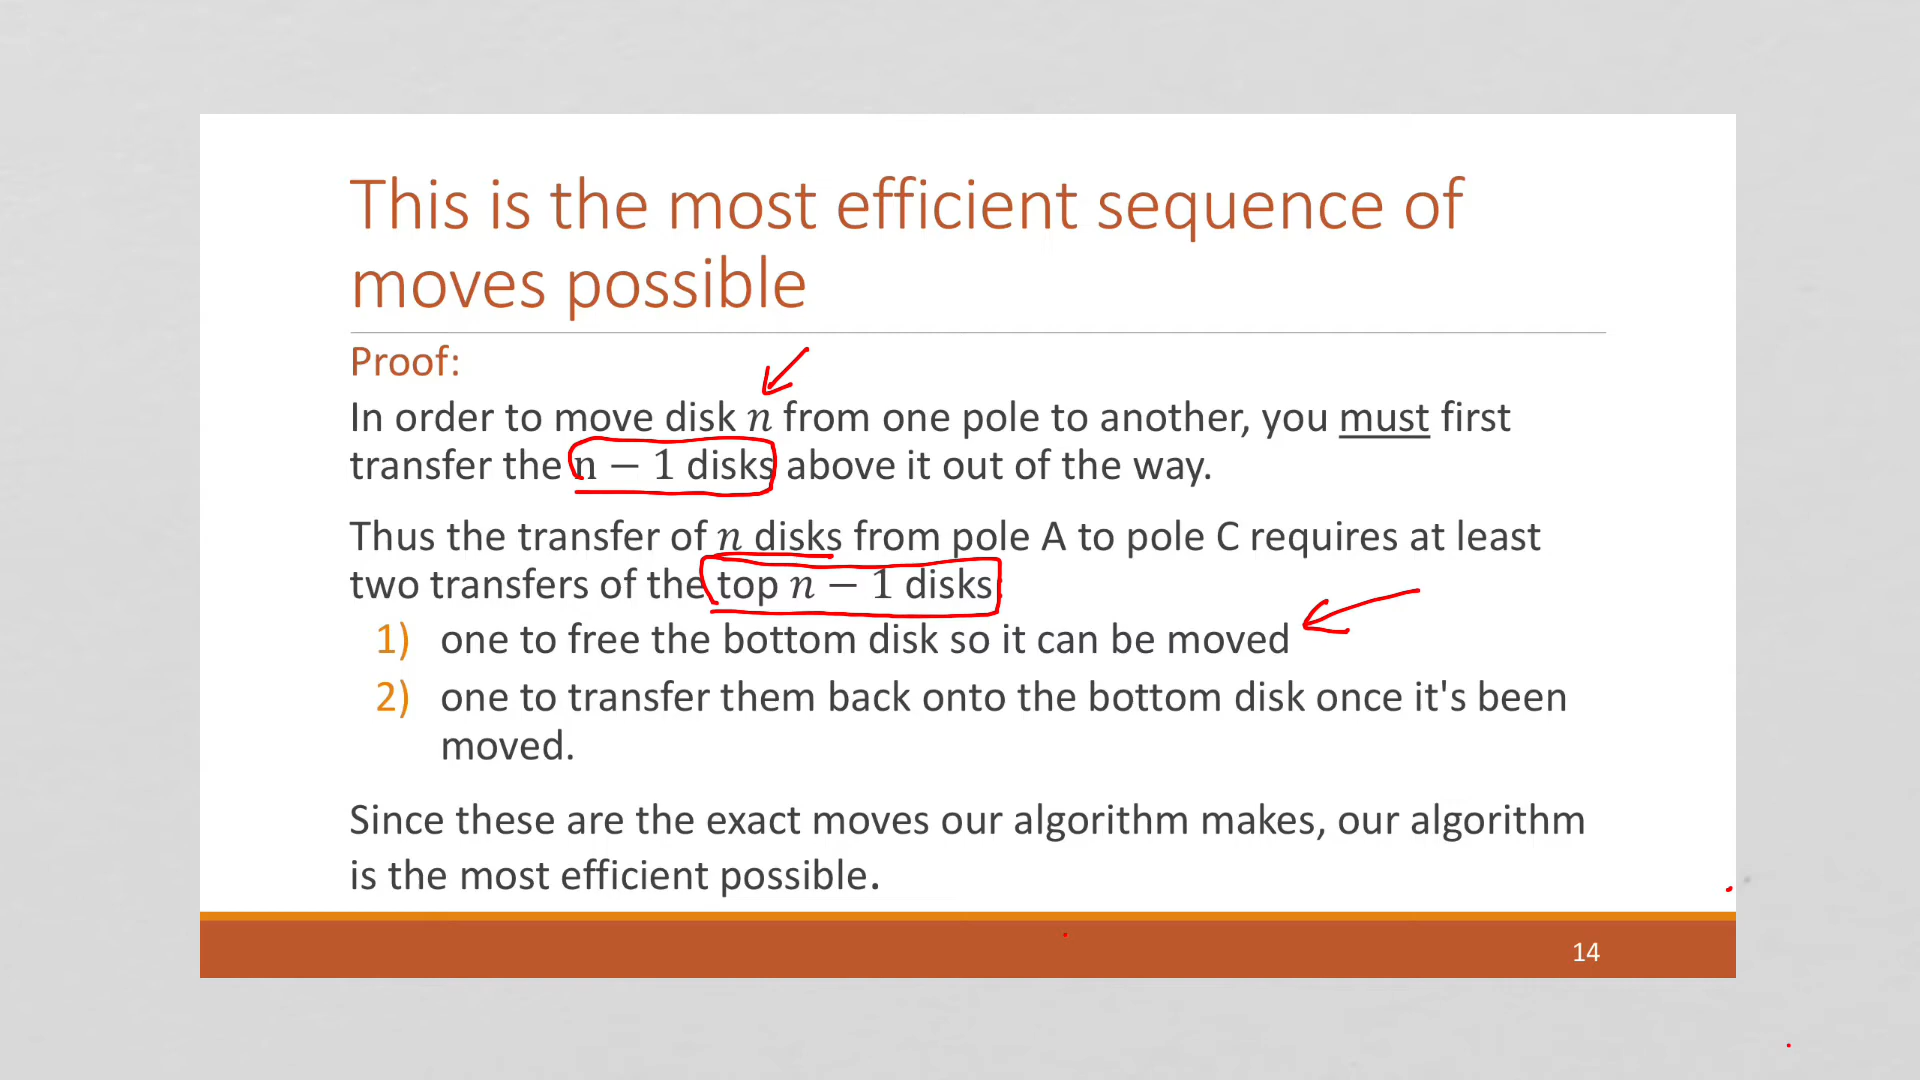 This is the most efficient sequence of
moves possible
Proof:
In order to move disk n from one pole to another, you must first
transfer the n − 1 disks above it out of the way.
Thus the transfer of n disks from pole A to pole C requires at least
two transfers of the top n − 1 disks
1) one to free the bottom disk so it can be moved
2) one to transfer them back onto the bottom disk once it's been
moved.
Since these are the exact moves our algorithm makes, our algorithm
is the most efficient possible.
14